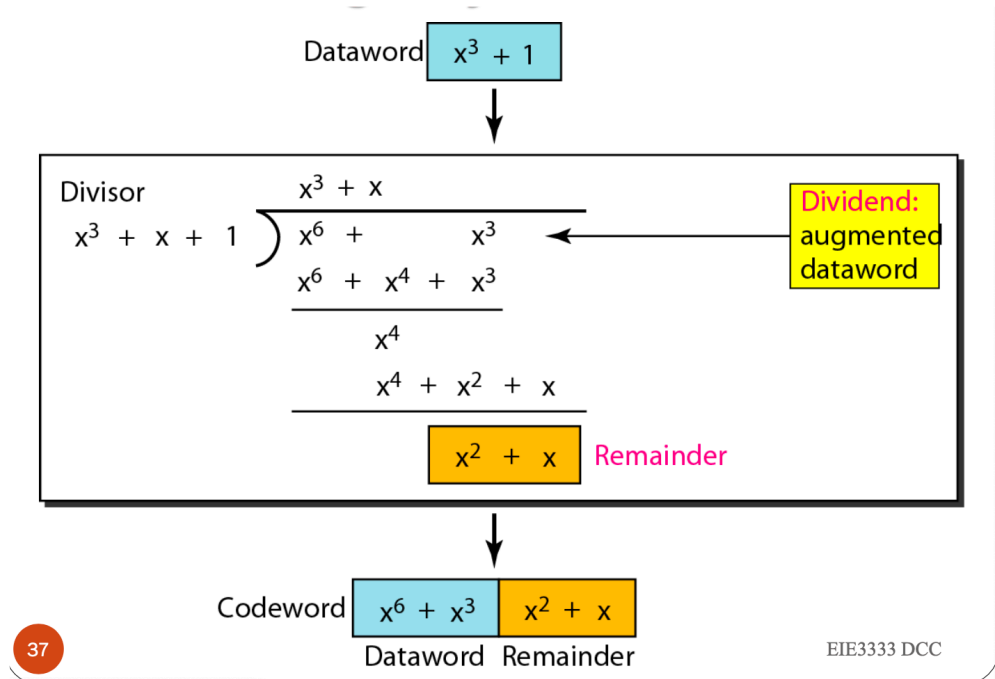 Dataword x³ + 1
Divisor
x³ + x
x³ + x + 1
x⁶ + x³
Dividend:
augmented
dataword
x⁶ + x⁴ + x³
x⁴
x⁴ + x² + x
x² + x Remainder
Codeword x⁶ + x³ x² + x
Dataword Remainder
37
EIE3333 DCC